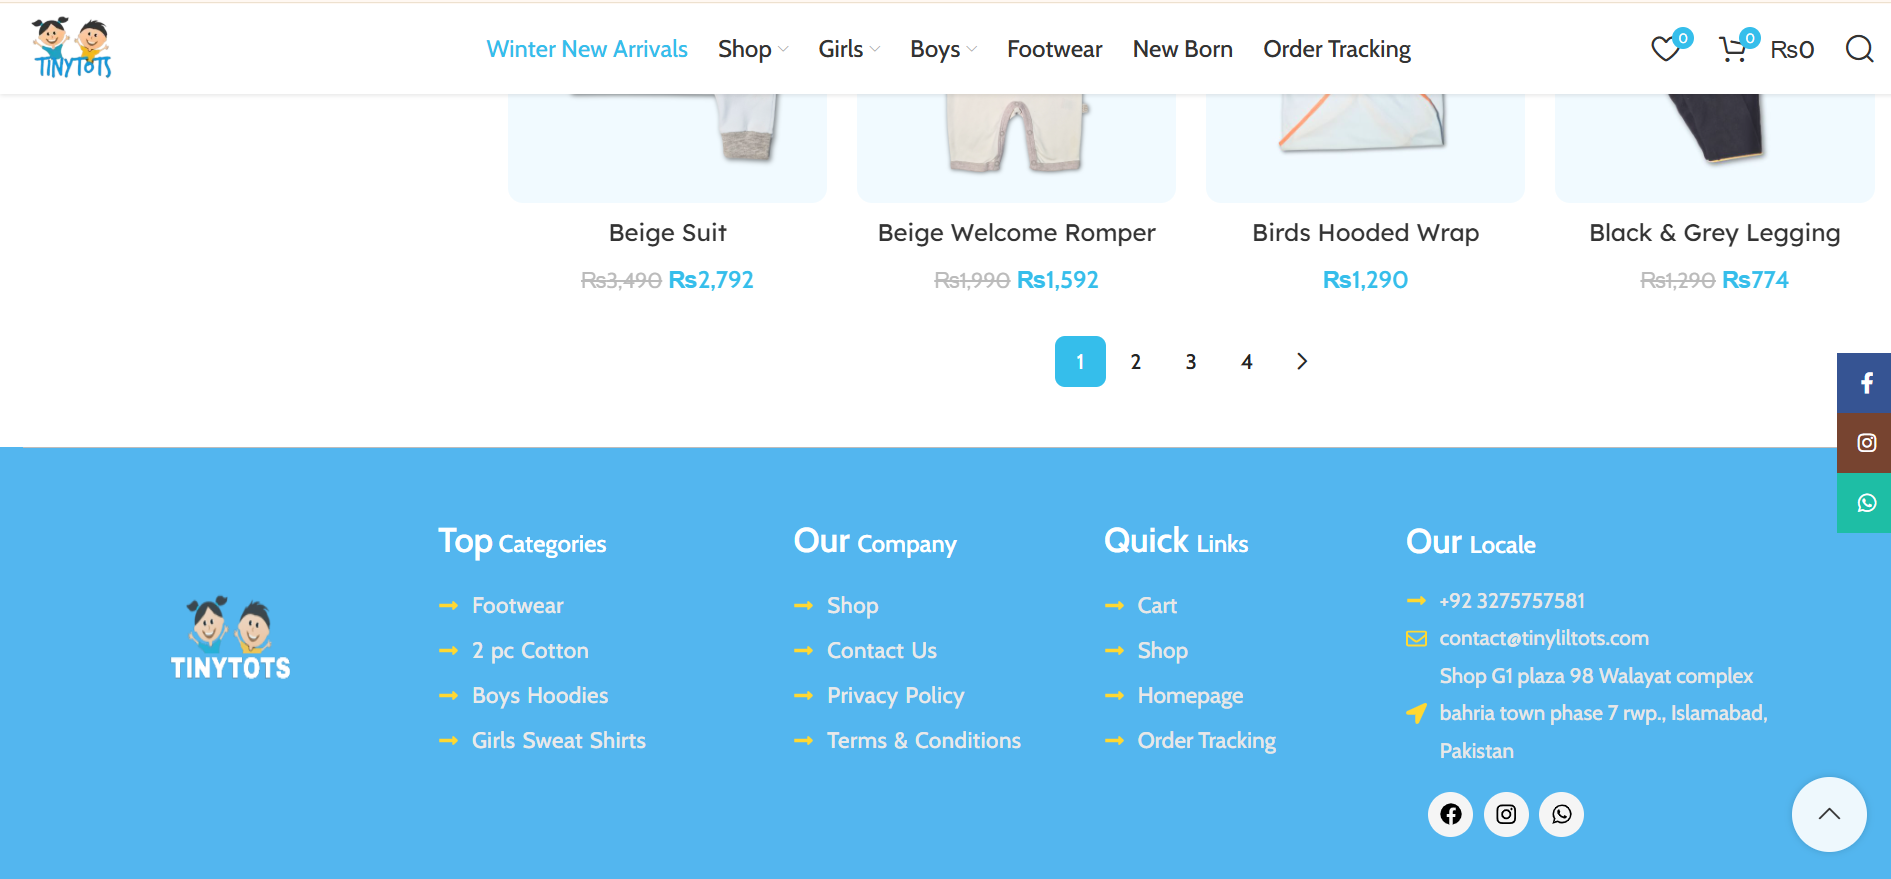 TINYTOTS
Winter New Arrivals Shop Girls Boys Footwear New Born Order Tracking
0 0 ₨0
Beige Suit
₨3,490 ₨2,792
Beige Welcome Romper
₨1,990 ₨1,592
Birds Hooded Wrap
₨1,290
Black & Grey Legging
₨1,290 ₨774
1 2 3 4
TINYTOTS
Top Categories
Footwear
2 pc Cotton
Boys Hoodies
Girls Sweat Shirts
Our Company
Shop
Contact Us
Privacy Policy
Terms & Conditions
Quick Links
Cart
Shop
Homepage
Order Tracking
Our Locale
+92 3275757581
contact@tinyliltots.com
Shop G1 plaza 98 Walayat complex
bahria town phase 7 rwp., Islamabad,
Pakistan